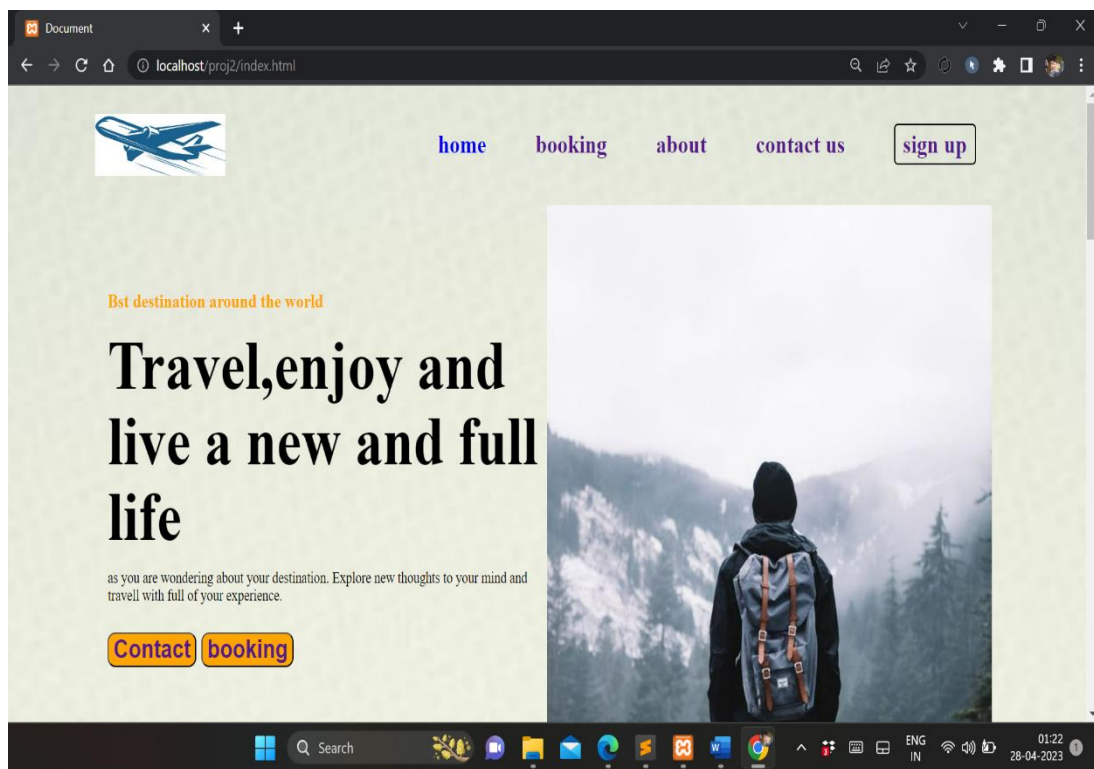 Document
localhost/proj2/index.html
home booking about contact us sign up
Bst destination around the world
Travel,enjoy and
live a new and full
life
as you are wondering about your destination. Explore new thoughts to your mind and
travell with full of your experience.
Contact booking
Search
ENG
IN
01:22
28-04-2023
1